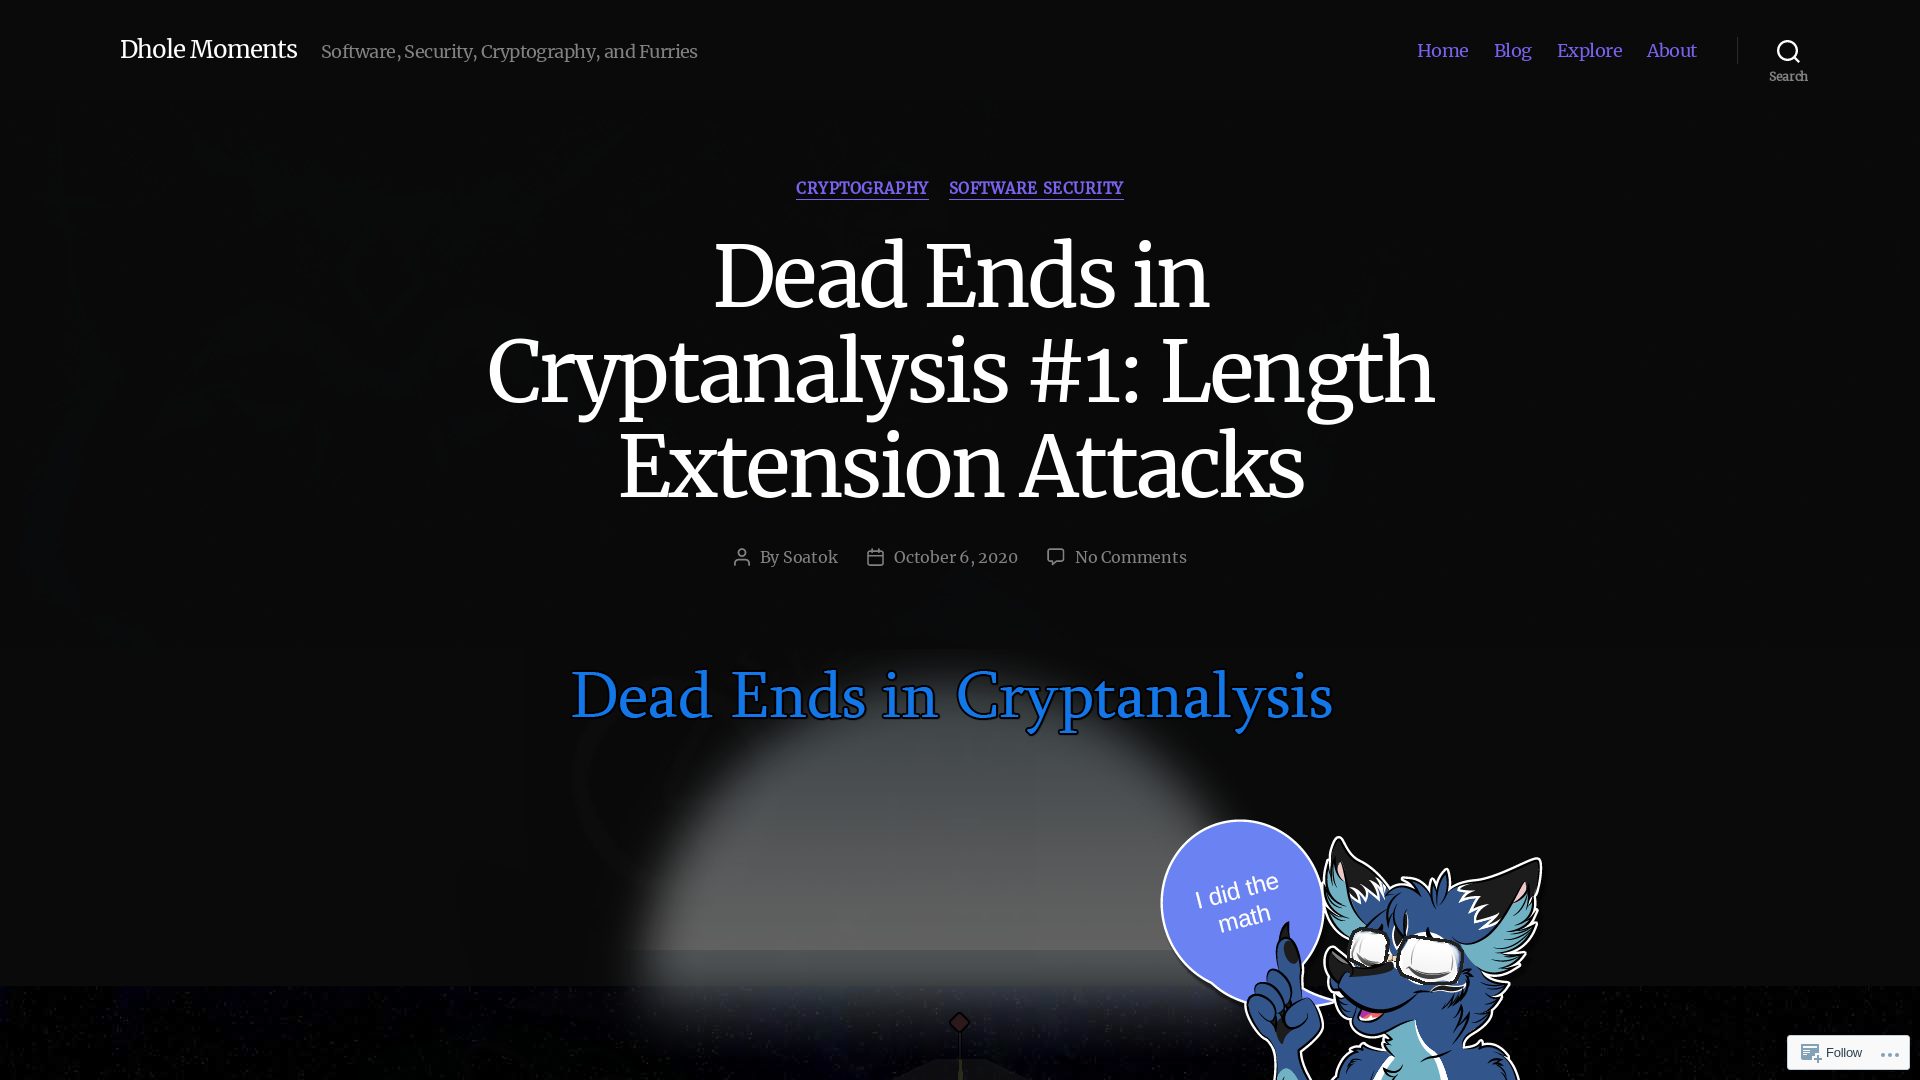 Dhole Moments Software, Security, Cryptography, and Furries Home Blog Explore About
Search
CRYPTOGRAPHY SOFTWARE SECURITY
Dead Ends in
Cryptanalysis #1: Length
Extension Attacks
By Soatok October 6, 2020 No Comments
Dead Ends in Cryptanalysis
I did the
math
Follow